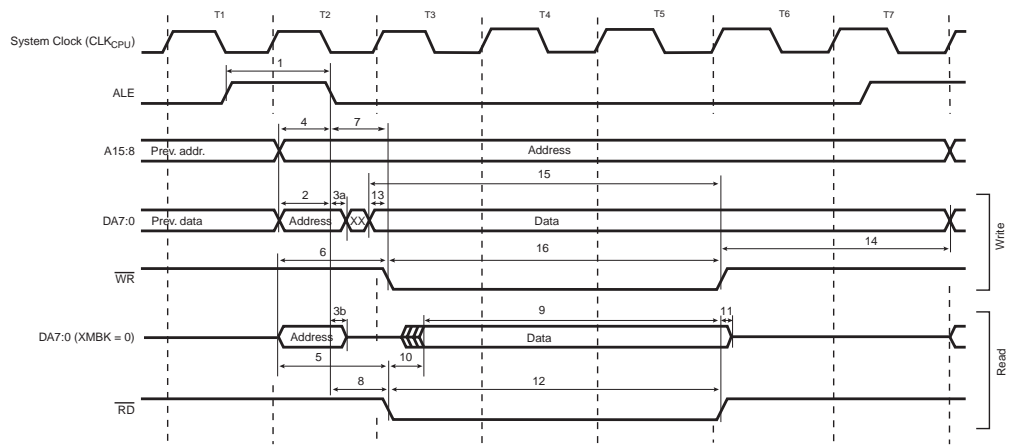 T1 T2 T3 T4 T5 T6 T7
System Clock (CLKCPU)
1
ALE
4 7
A15:8 Prev. addr. Address
15
2 3a 13
DA7:0 Prev. data Address XX Data
14
6 16
WR
3b 9 11
DA7:0 (XMBK = 0) Address Data
5 10
8 12
RD
Write
Read